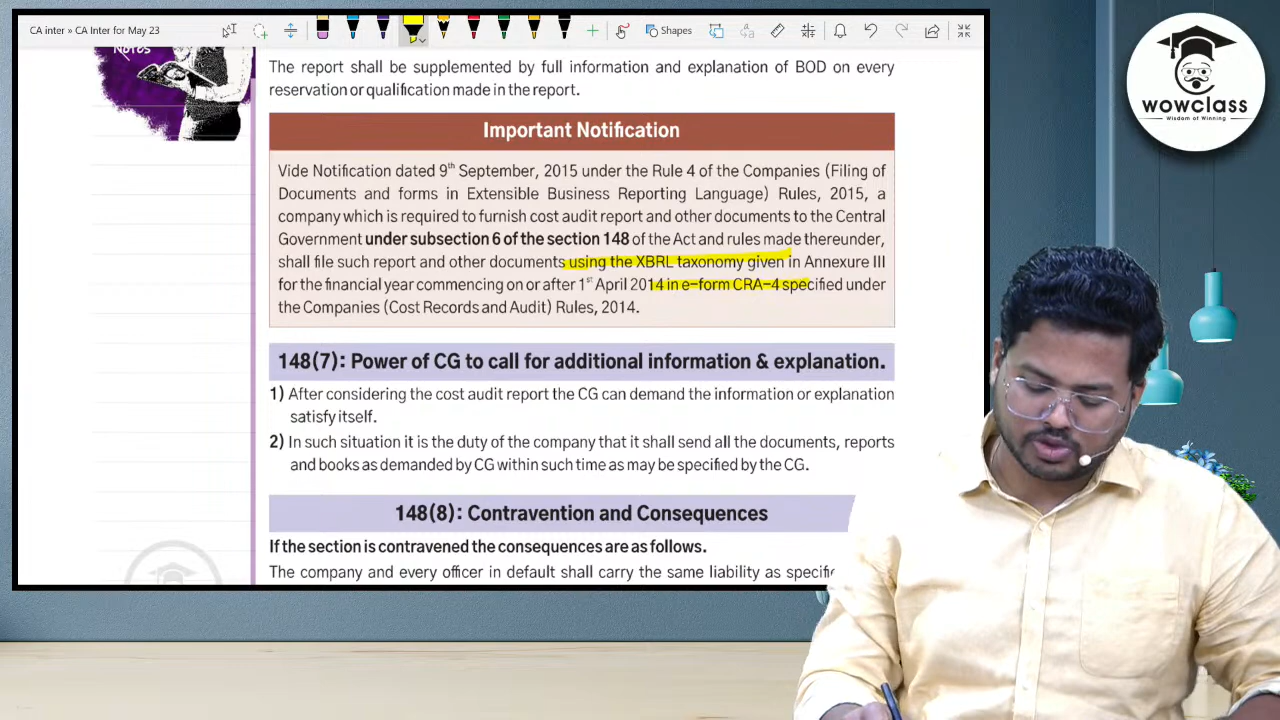 CA inter » CA Inter for May 23
Shapes
Notes
The report shall be supplemented by full information and explanation of BOD on every
reservation or qualification made in the report.
Important Notification
Vide Notification dated 9th September, 2015 under the Rule 4 of the Companies (Filing of
Documents and forms in Extensible Business Reporting Language) Rules, 2015, a
company which is required to furnish cost audit report and other documents to the Central
Government under subsection 6 of the section 148 of the Act and rules made thereunder,
shall file such report and other documents using the XBRL taxonomy given in Annexure III
for the financial year commencing on or after 1st April 2014 in e-form CRA-4 specified under
the Companies (Cost Records and Audit) Rules, 2014.
148(7): Power of CG to call for additional information & explanation.
1) After considering the cost audit report the CG can demand the information or explanation
satisfy itself.
2) In such situation it is the duty of the company that it shall send all the documents, reports
and books as demanded by CG within such time as may be specified by the CG.
148(8): Contravention and Consequences
If the section is contravened the consequences are as follows.
The company and every officer in default shall carry the same liability as
wowclass
Wisdom of Winning